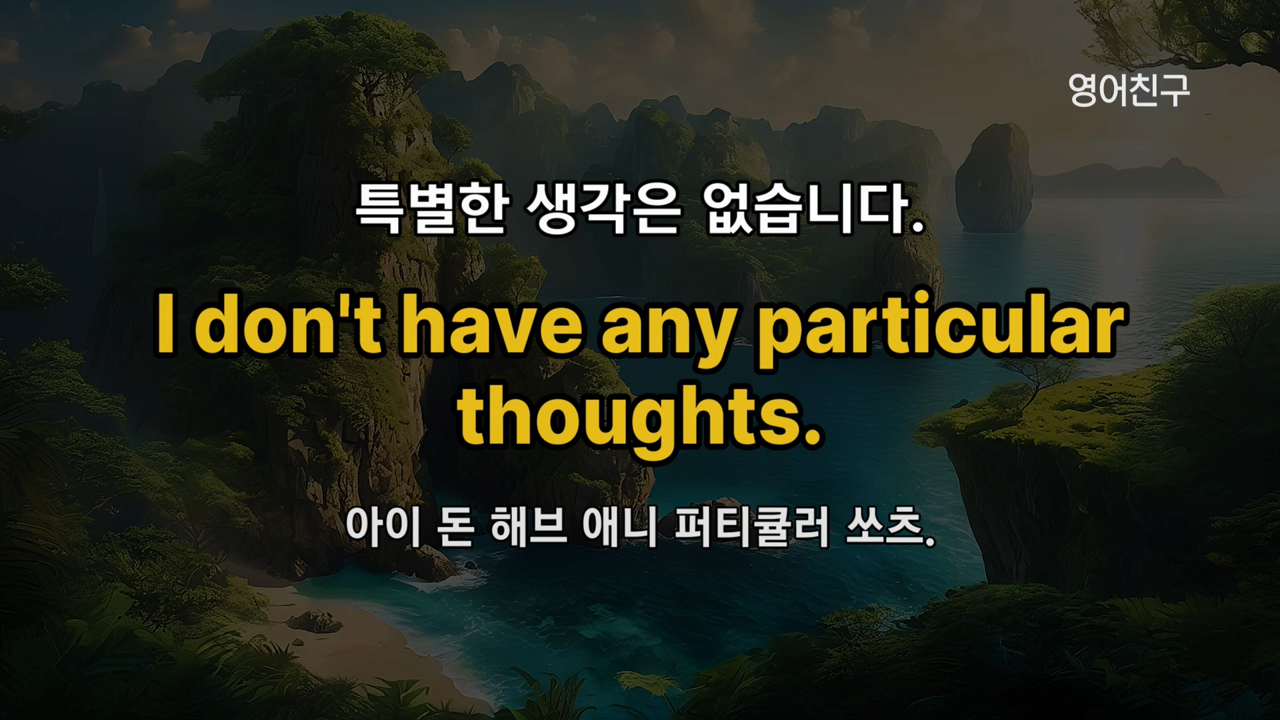 영어친구
특별한 생각은 없습니다.
I don't have any particular
thoughts.
아이 돈 해브 애니 퍼티큘러 쏘츠.